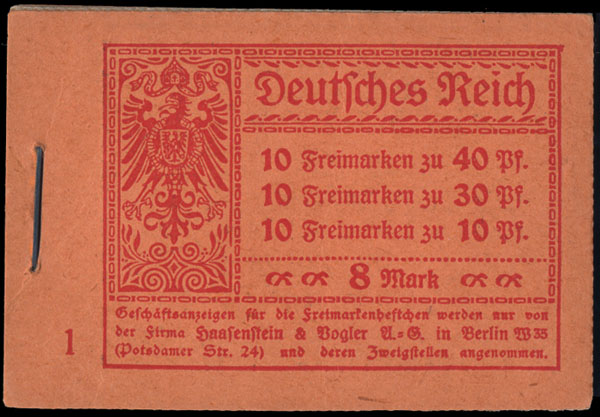 Deutsches Reich
10 Freimarken zu 40 Pf.
10 Freimarken zu 30 Pf.
10 Freimarken zu 10 Pf.
8 Mark
Geschäftsanzeigen für die Freimarkenheftchen werden nur von
der Firma Haasenstein & Vogler A.=G. in Berlin W 35
(Potsdamer Str. 24) und deren Zweigstellen angenommen.
1